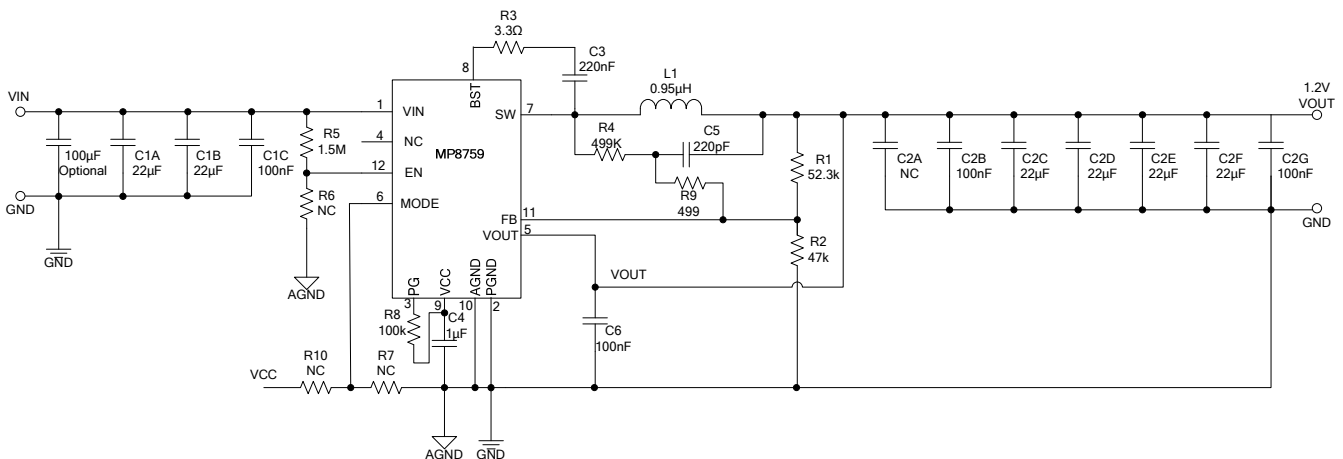 R3
3.3Ω
C3
220nF
8
BST
L1
0.95µH
VIN
1
VIN
SW
7
1.2V
VOUT
R5
1.5M
4
NC
MP8759
R4
499K
C5
220pF
100µF
Optional
C1A
22µF
C1B
22µF
C1C
100nF
R1
52.3k
C2A
NC
C2B
100nF
C2C
22µF
C2D
22µF
C2E
22µF
C2F
22µF
C2G
100nF
12
EN
R6
NC
R9
499
GND
6
MODE
FB
11
GND
VOUT
5
R2
47k
GND
AGND
VOUT
PG
VCC
AGND
PGND
3
9
10
2
R8
100k
C4
1µF
C6
100nF
VCC
R10
NC
R7
NC
AGND
GND